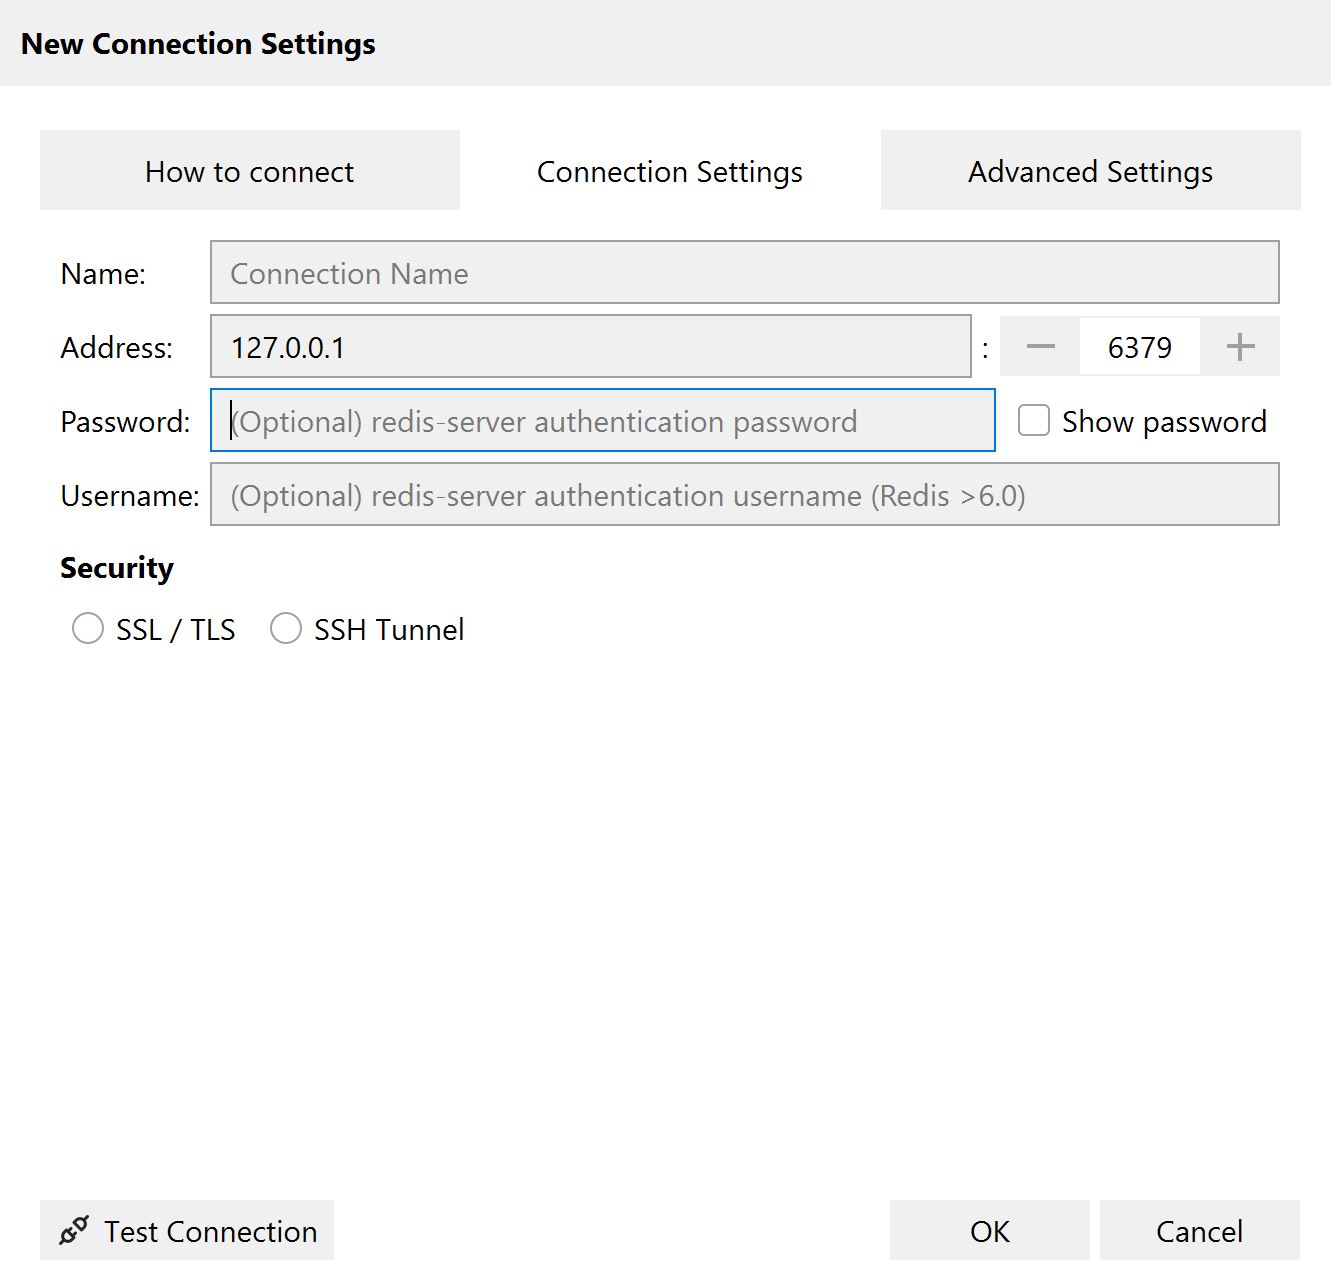 New Connection Settings
How to connect Connection Settings Advanced Settings
Name: Connection Name
Address: 127.0.0.1 : 6379
Password: (Optional) redis-server authentication password Show password
Username: (Optional) redis-server authentication username (Redis >6.0)
Security
SSL / TLS SSH Tunnel
Test Connection OK Cancel